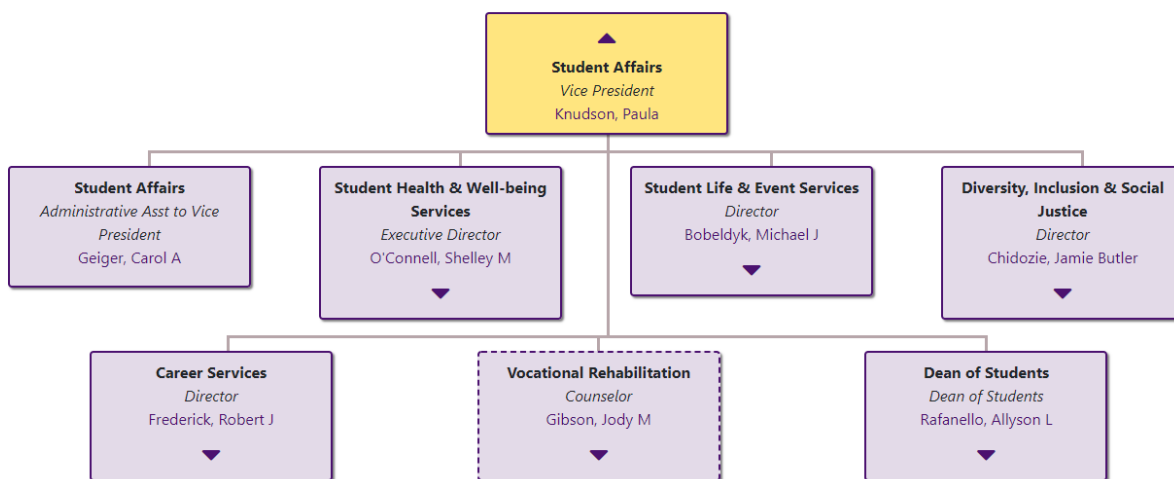 Student Affairs
Vice President
Knudson, Paula
Student Affairs
Administrative Asst to Vice
President
Geiger, Carol A
Student Health & Well-being
Services
Executive Director
O'Connell, Shelley M
Student Life & Event Services
Director
Bobeldyk, Michael J
Diversity, Inclusion & Social
Justice
Director
Chidozie, Jamie Butler
Career Services
Director
Frederick, Robert J
Vocational Rehabilitation
Counselor
Gibson, Jody M
Dean of Students
Dean of Students
Rafanello, Allyson L